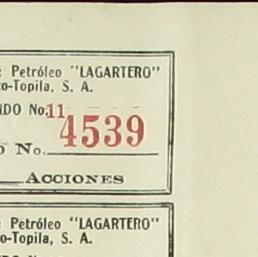 Petróleo "LAGARTERO"
o-Topila, S. A.
DO No. 11
4539
No.
ACCIONES
Petróleo "LAGARTERO"
o-Topila, S. A.